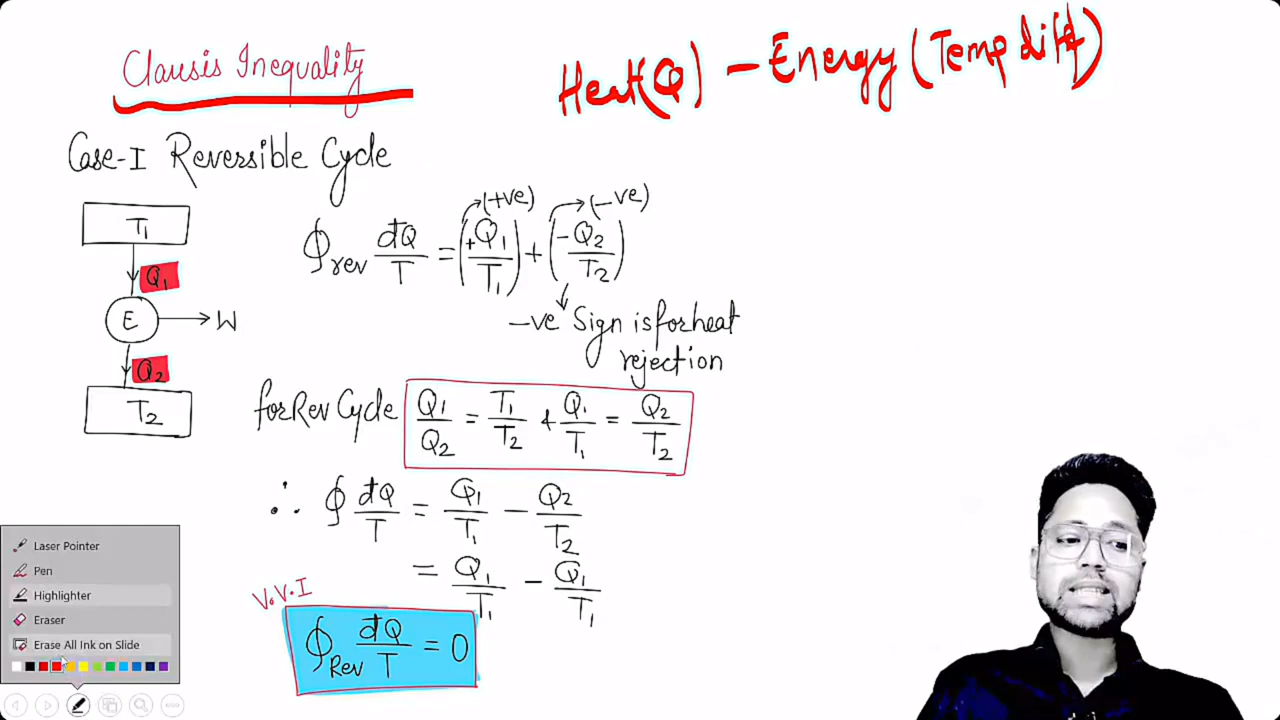 Clausis Inequality
Heat(Q) — Energy (Temp diff)
Case-I Reversible Cycle
T₁
Q₁
E → W
Q₂
T₂
(+ve) (-ve)
∮rev đQ/T = (+Q₁/T₁) + (-Q₂/T₂)
-ve Sign is for heat
rejection
for Rev Cycle Q₁/Q₂ = T₁/T₂ & Q₁/T₁ = Q₂/T₂
∴ ∮ đQ/T = Q₁/T₁ - Q₂/T₂
= Q₁/T₁ - Q₁/T₁
V.V.I
∮Rev đQ/T = 0
Laser Pointer
Pen
Highlighter
Eraser
Erase All Ink on Slide